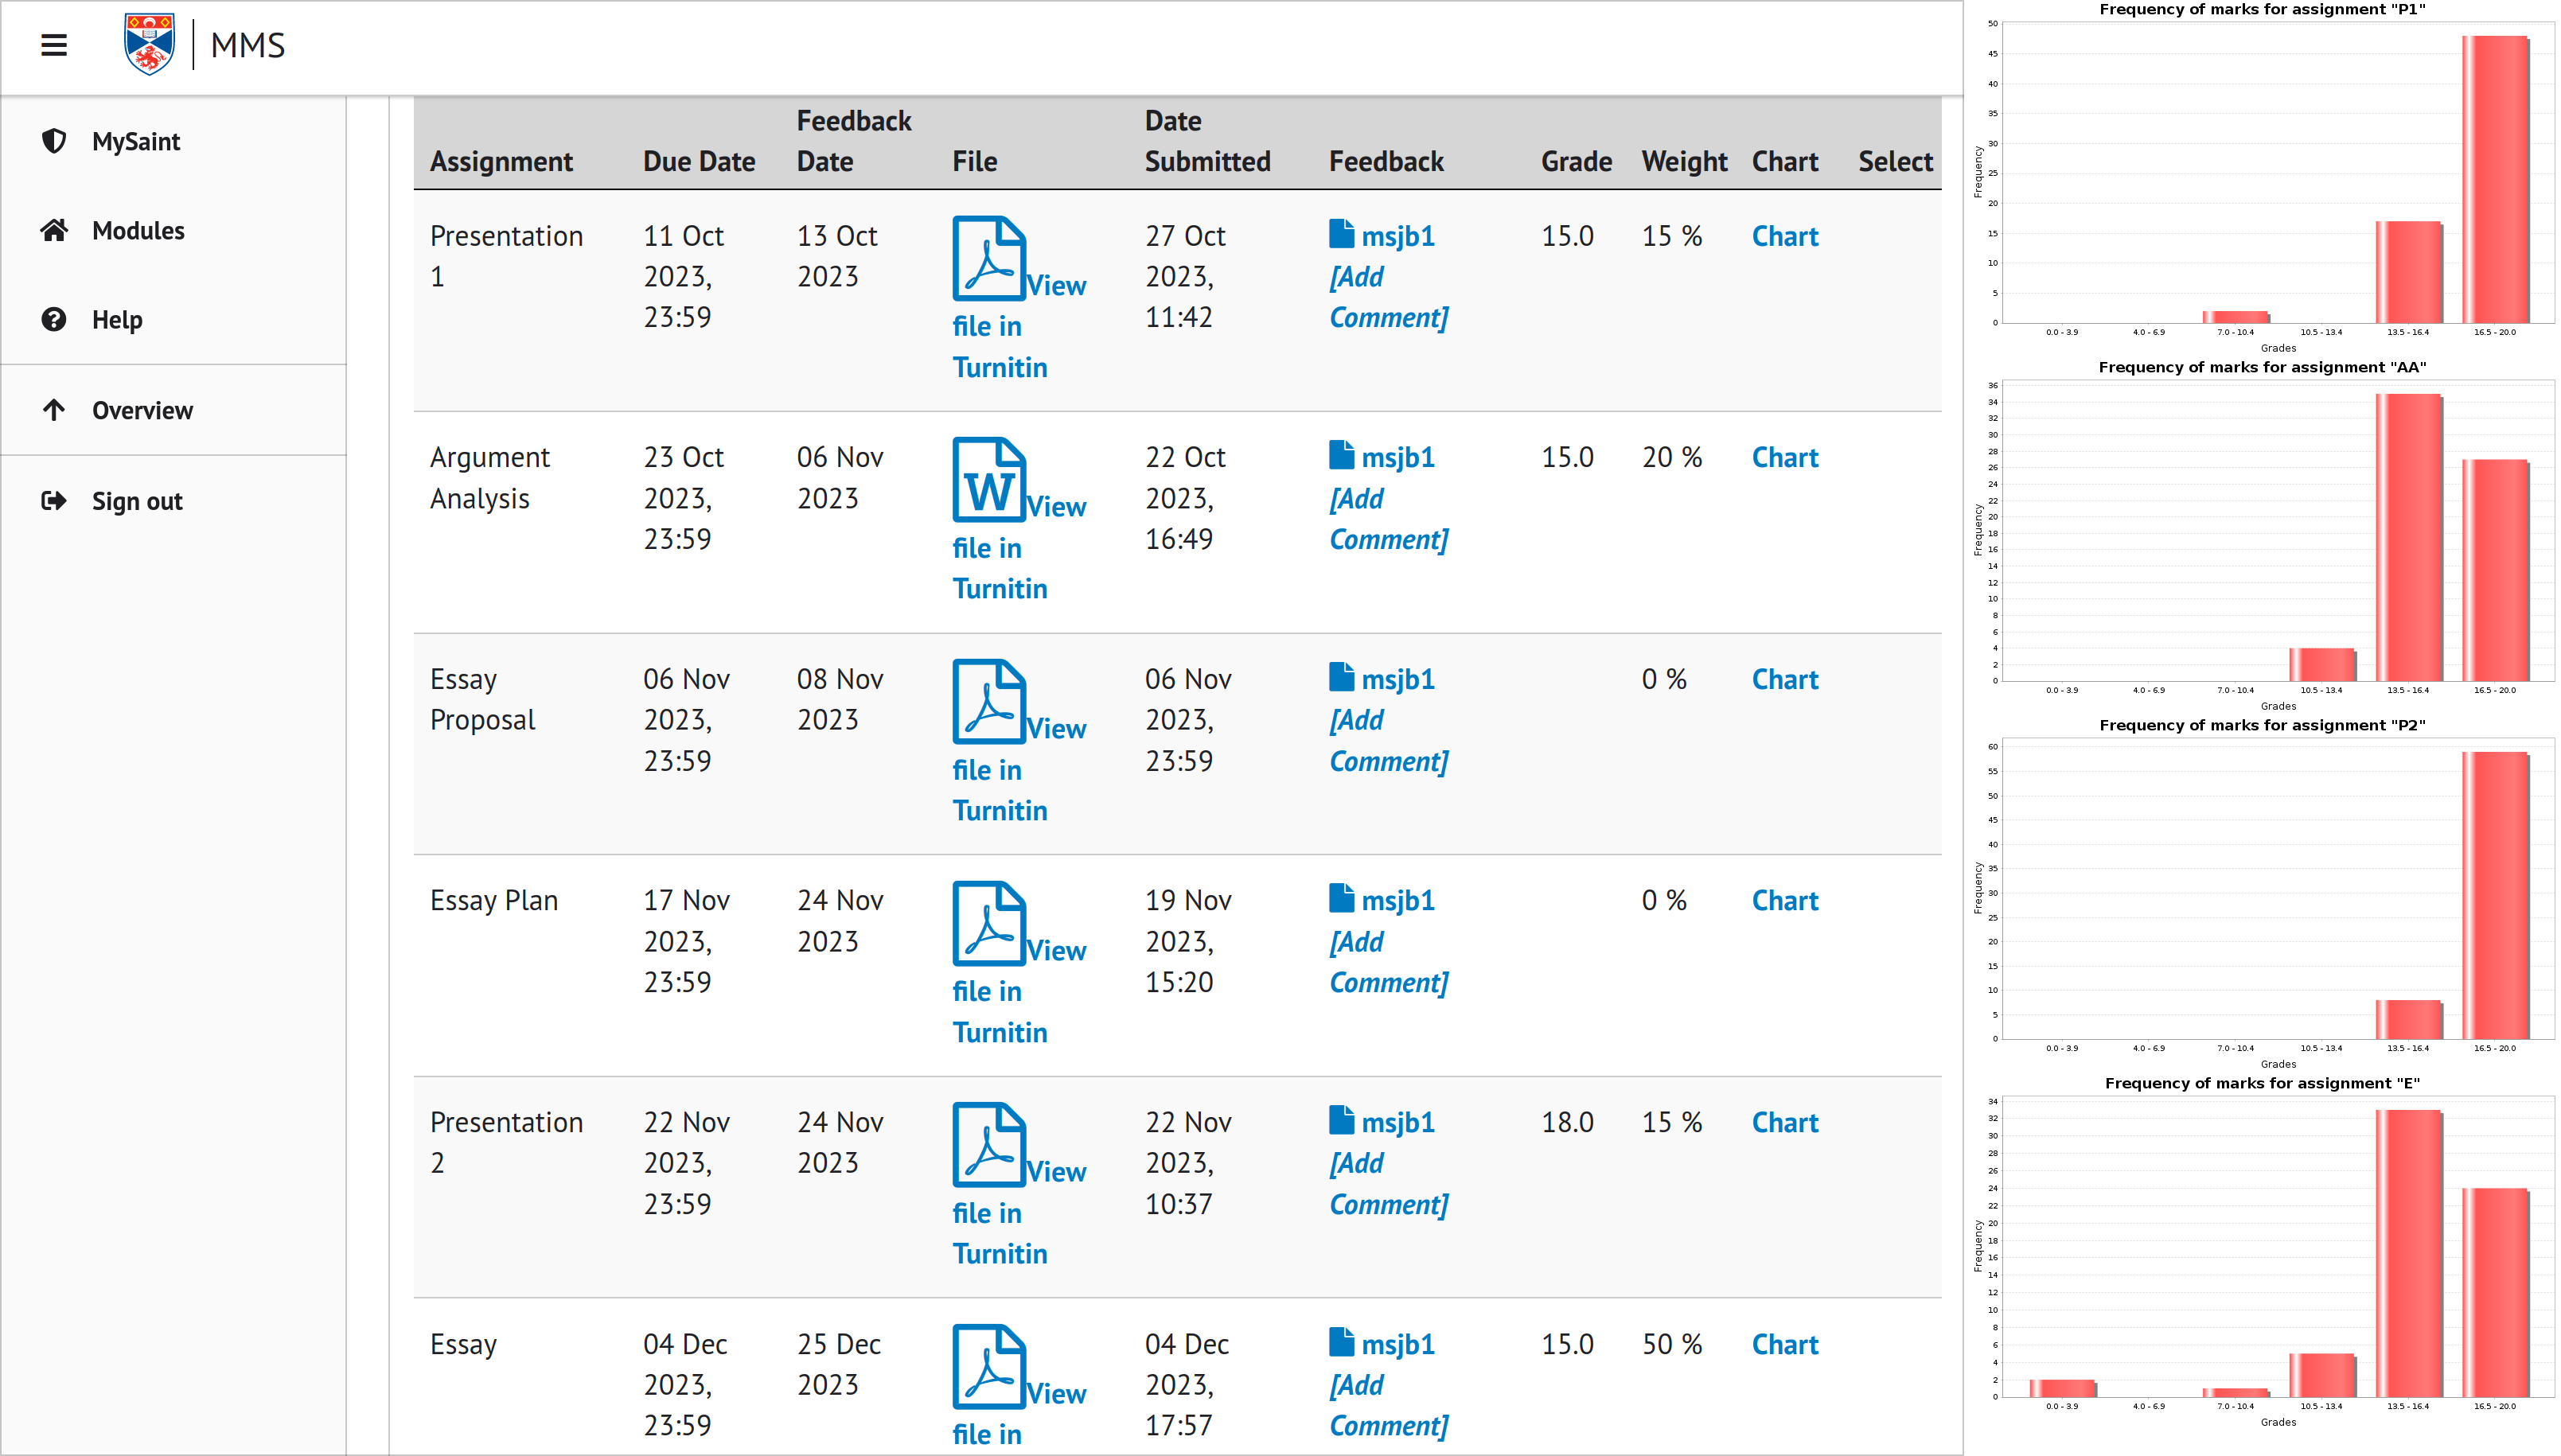 MMS
MySaint
Modules
Help
Overview
Sign out
Assignment Due Date Feedback Date File Date Submitted Feedback Grade Weight Chart Select
Presentation 1
11 Oct 2023, 23:59
13 Oct 2023
View file in Turnitin
27 Oct 2023, 11:42
msjb1
[Add Comment]
15.0
15 %
Chart
Argument Analysis
23 Oct 2023, 23:59
06 Nov 2023
W
View file in Turnitin
22 Oct 2023, 16:49
msjb1
[Add Comment]
15.0
20 %
Chart
Essay Proposal
06 Nov 2023, 23:59
08 Nov 2023
View file in Turnitin
06 Nov 2023, 23:59
msjb1
[Add Comment]
0 %
Chart
Essay Plan
17 Nov 2023, 23:59
24 Nov 2023
View file in Turnitin
19 Nov 2023, 15:20
msjb1
[Add Comment]
0 %
Chart
Presentation 2
22 Nov 2023, 23:59
24 Nov 2023
View file in Turnitin
22 Nov 2023, 10:37
msjb1
[Add Comment]
18.0
15 %
Chart
Essay
04 Dec 2023, 23:59
25 Dec 2023
View file in
04 Dec 2023, 17:57
msjb1
[Add Comment]
15.0
50 %
Chart
Frequency of marks for assignment "P1"
Frequency
50
45
40
35
30
25
20
15
10
5
0
0.0 - 3.9 4.0 - 6.9 7.0 - 10.4 10.5 - 13.4 13.5 - 16.4 16.5 - 20.0
Grades
Frequency of marks for assignment "AA"
Frequency
36
34
32
30
28
26
24
22
20
18
16
14
12
10
8
6
4
2
0
0.0 - 3.9 4.0 - 6.9 7.0 - 10.4 10.5 - 13.4 13.5 - 16.4 16.5 - 20.0
Grades
Frequency of marks for assignment "P2"
Frequency
60
55
50
45
40
35
30
25
20
15
10
5
0
0.0 - 3.9 4.0 - 6.9 7.0 - 10.4 10.5 - 13.4 13.5 - 16.4 16.5 - 20.0
Grades
Frequency of marks for assignment "E"
Frequency
34
32
30
28
26
24
22
20
18
16
14
12
10
8
6
4
2
0
0.0 - 3.9 4.0 - 6.9 7.0 - 10.4 10.5 - 13.4 13.5 - 16.4 16.5 - 20.0
Grades